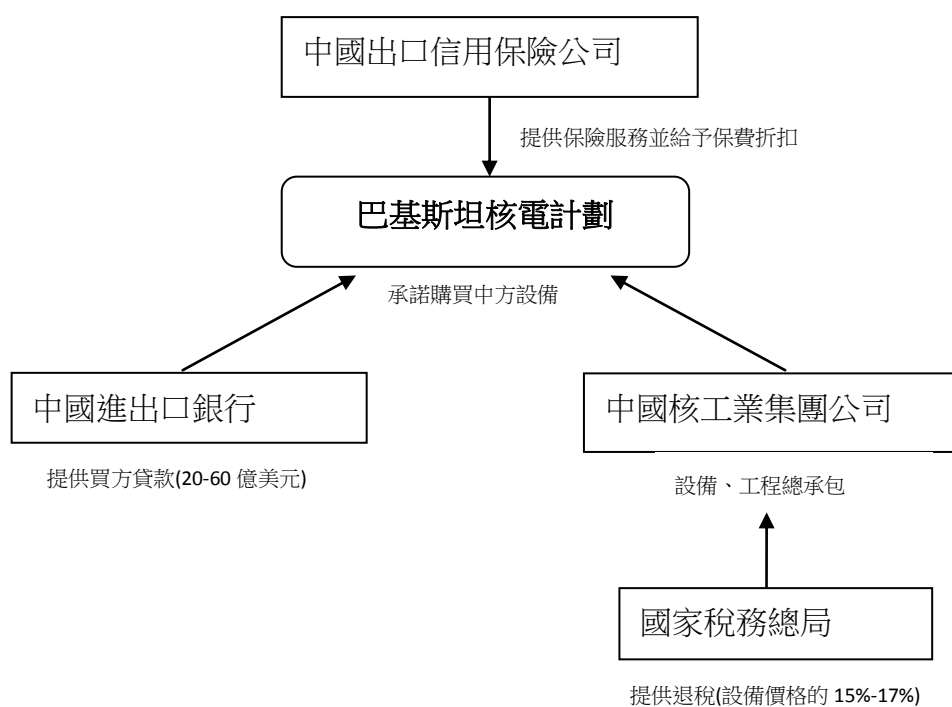 中國出口信用保險公司
提供保險服務並給予保費折扣
巴基斯坦核電計劃
承諾購買中方設備
中國進出口銀行
提供買方貸款(20-60 億美元)
中國核工業集團公司
設備、工程總承包
國家稅務總局
提供退稅(設備價格的 15%-17%)